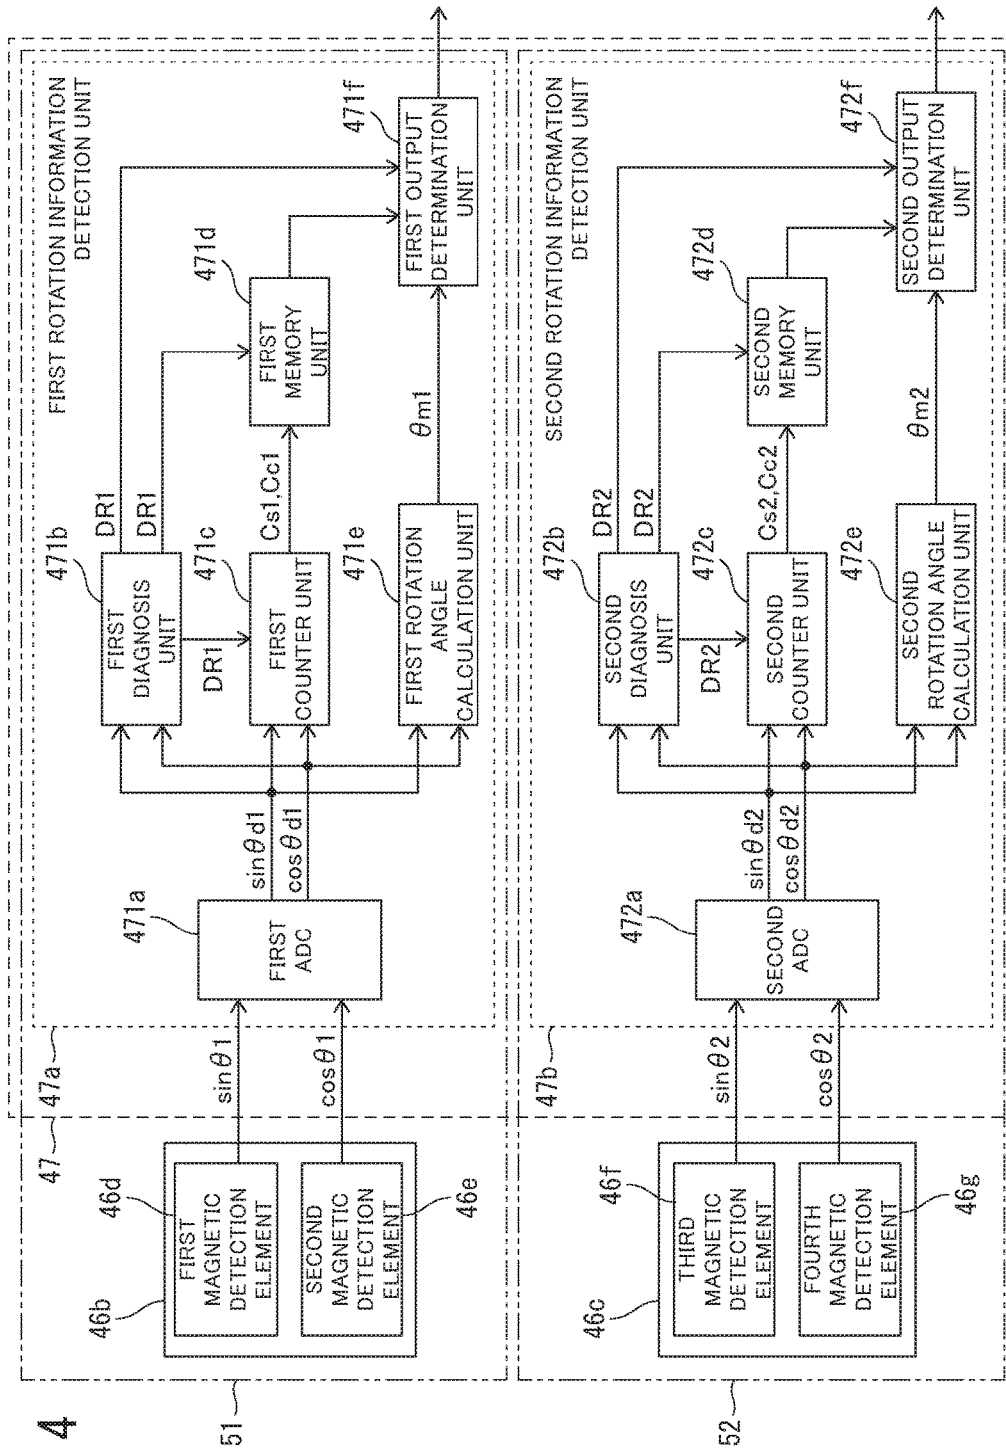 4
51
46b
46d
FIRST
MAGNETIC
DETECTION
ELEMENT
SECOND
MAGNETIC
DETECTION
ELEMENT
46e
47
47a
sinθ1
cosθ1
471a
FIRST
ADC
sinθd1
cosθd1
FIRST ROTATION INFORMATION
DETECTION UNIT
471b
FIRST
DIAGNOSIS
UNIT
DR1
DR1
DR1
471c
FIRST
COUNTER UNIT
Cs1,Cc1
471d
FIRST
MEMORY
UNIT
471e
FIRST ROTATION
ANGLE
CALCULATION UNIT
θm1
471f
FIRST OUTPUT
DETERMINATION
UNIT
52
46c
46f
THIRD
MAGNETIC
DETECTION
ELEMENT
FOURTH
MAGNETIC
DETECTION
ELEMENT
46g
47b
sinθ2
cosθ2
472a
SECOND
ADC
sinθd2
cosθd2
SECOND ROTATION INFORMATION
DETECTION UNIT
472b
SECOND
DIAGNOSIS
UNIT
DR2
DR2
DR2
472c
SECOND
COUNTER UNIT
Cs2,Cc2
472d
SECOND
MEMORY
UNIT
472e
SECOND
ROTATION ANGLE
CALCULATION UNIT
θm2
472f
SECOND OUTPUT
DETERMINATION
UNIT